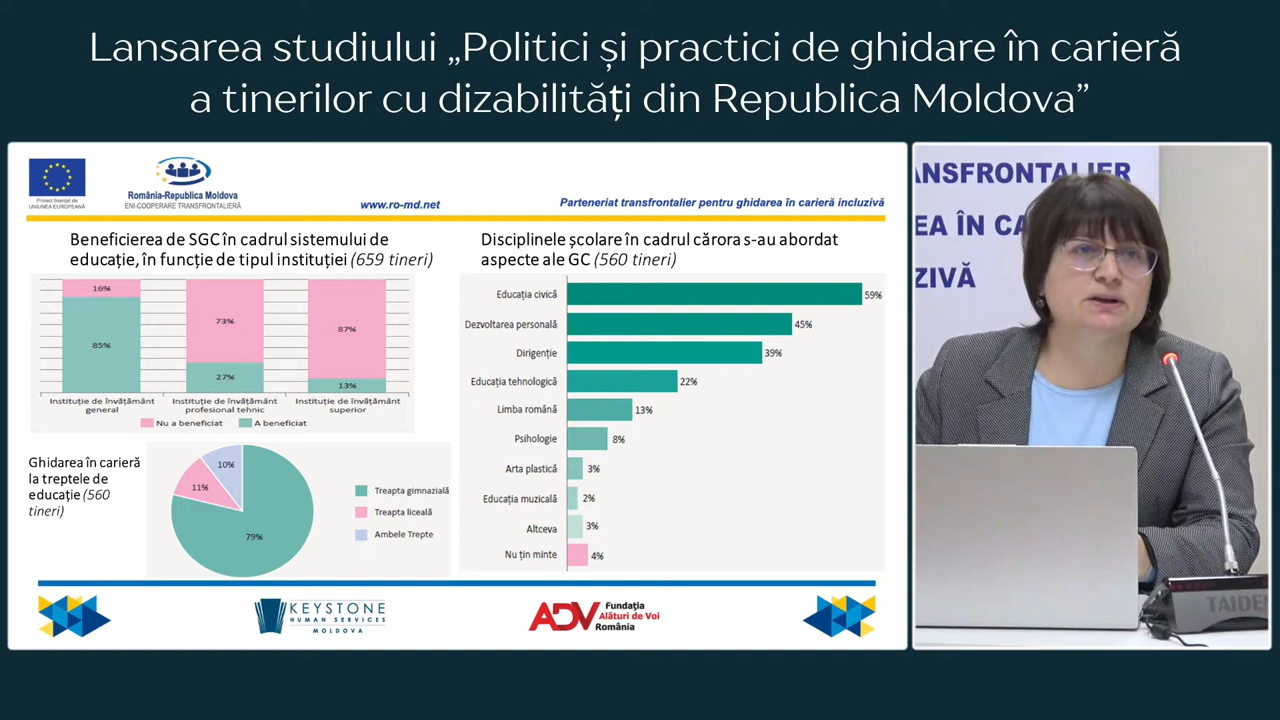 Lansarea studiului „Politici și practici de ghidare în carieră
a tinerilor cu dizabilități din Republica Moldova”
Proiect finanțat de
UNIUNEA EUROPEANĂ
România-Republica Moldova
ENI-COOPERARE TRANSFRONTALIERĂ
www.ro-md.net
Parteneriat transfrontalier pentru ghidarea în carieră incluzivă
Beneficierea de SGC în cadrul sistemului de
educație, în funcție de tipul instituției (659 tineri)
16%
85%
73%
27%
87%
13%
Instituție de învățământ
general
Instituție de învățământ
profesional tehnic
Instituție de învățământ
superior
Nu a beneficiat
A beneficiat
Ghidarea în carieră
la treptele de
educație (560
tineri)
10%
11%
79%
Treapta gimnazială
Treapta liceală
Ambele Trepte
Disciplinele școlare în cadrul cărora s-au abordat
aspecte ale GC (560 tineri)
Educația civică 59%
Dezvoltarea personală 45%
Dirigenție 39%
Educația tehnologică 22%
Limba română 13%
Psihologie 8%
Arta plastică 3%
Educația muzicală 2%
Altceva 3%
Nu țin minte 4%
KEYSTONE
HUMAN SERVICES
MOLDOVA
ADV
Fundația
Alături de Voi
România
ANSFRONTALIER
EA ÎN CA
ZIVĂ
TAIDEN